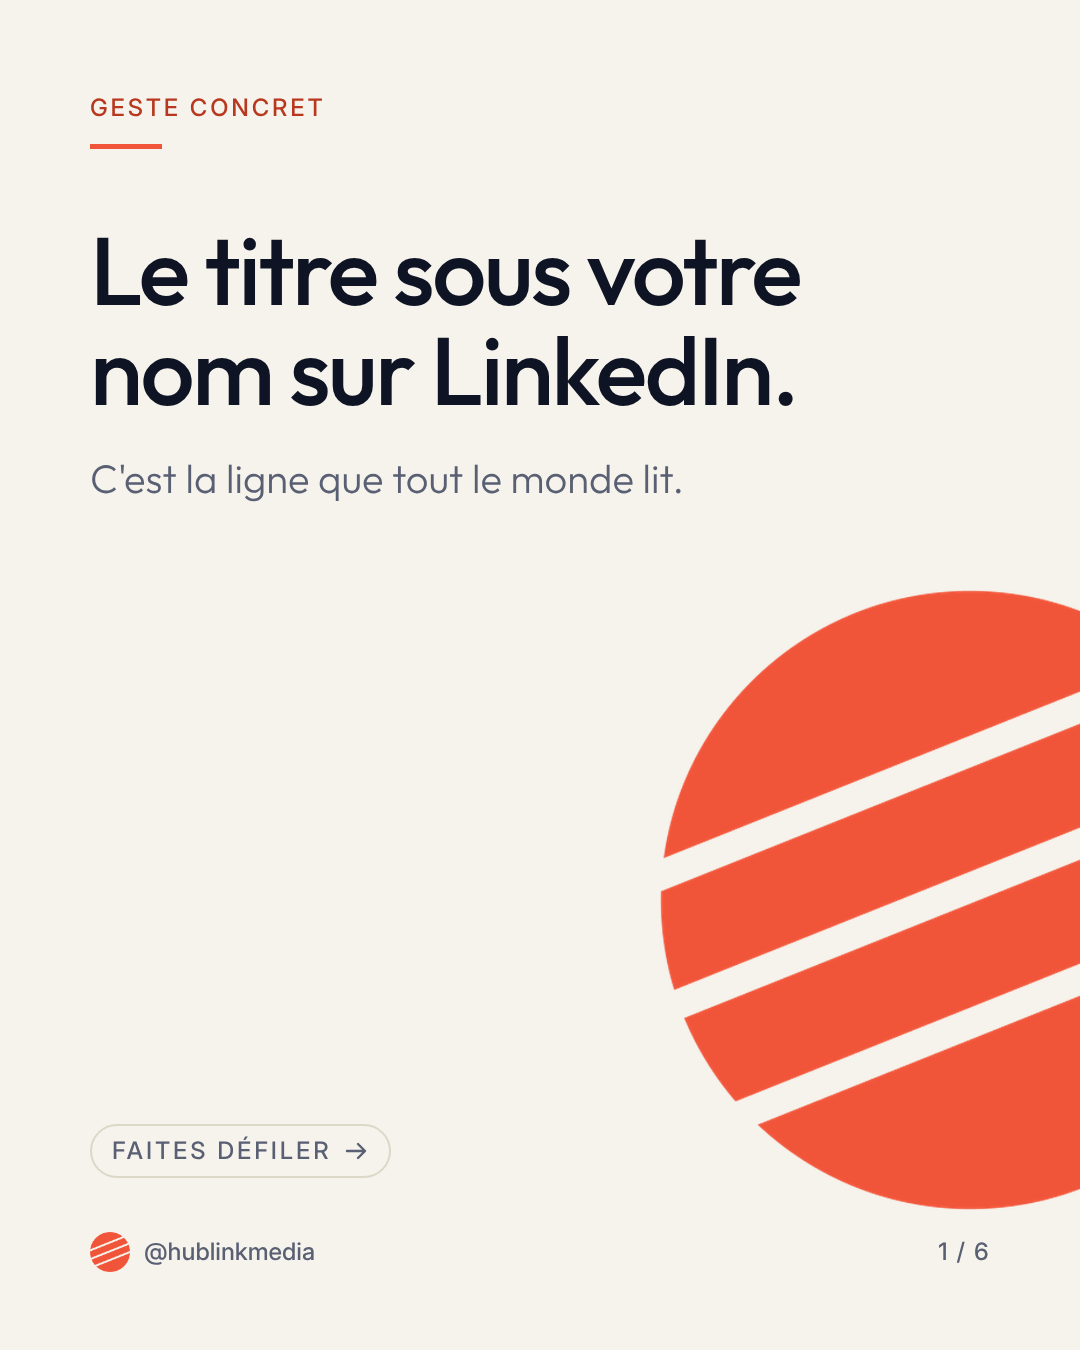 GESTE CONCRET
Le titre sous votre
nom sur LinkedIn.
C'est la ligne que tout le monde lit.
FAITES DÉFILER →
@hublinkmedia
1 / 6